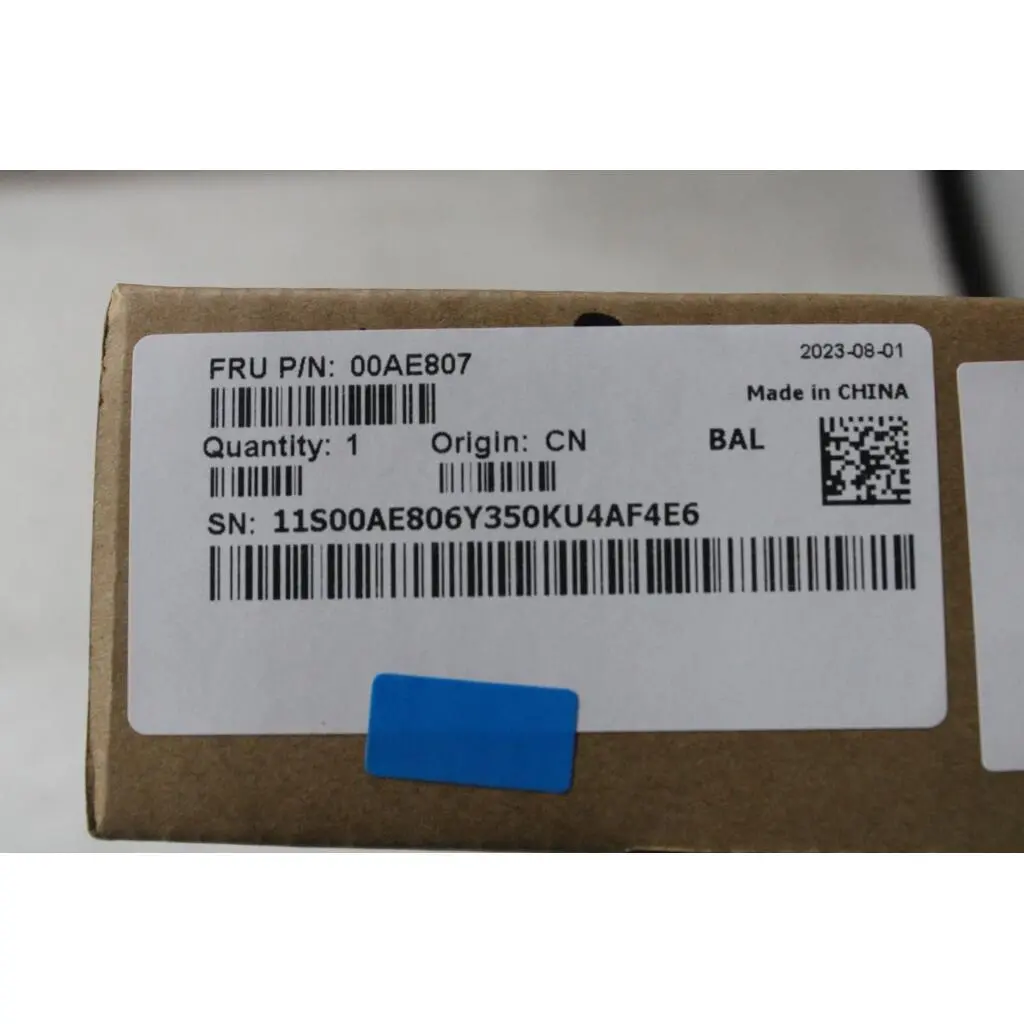 FRU P/N: 00AE807
2023-08-01
Made in CHINA
Quantity: 1
Origin: CN
BAL
SN: 11S00AE806Y350KU4AF4E6